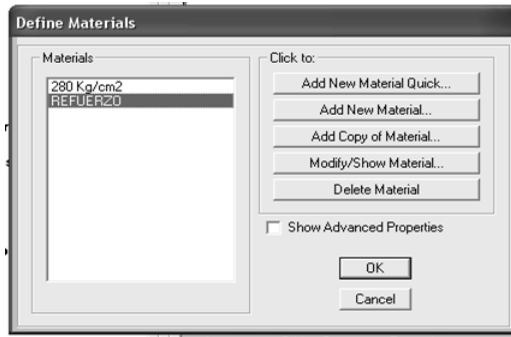 Define Materials
Materials
280 Kg/cm2
REFUERZO
Click to:
Add New Material Quick...
Add New Material...
Add Copy of Material...
Modify/Show Material...
Delete Material
Show Advanced Properties
OK
Cancel